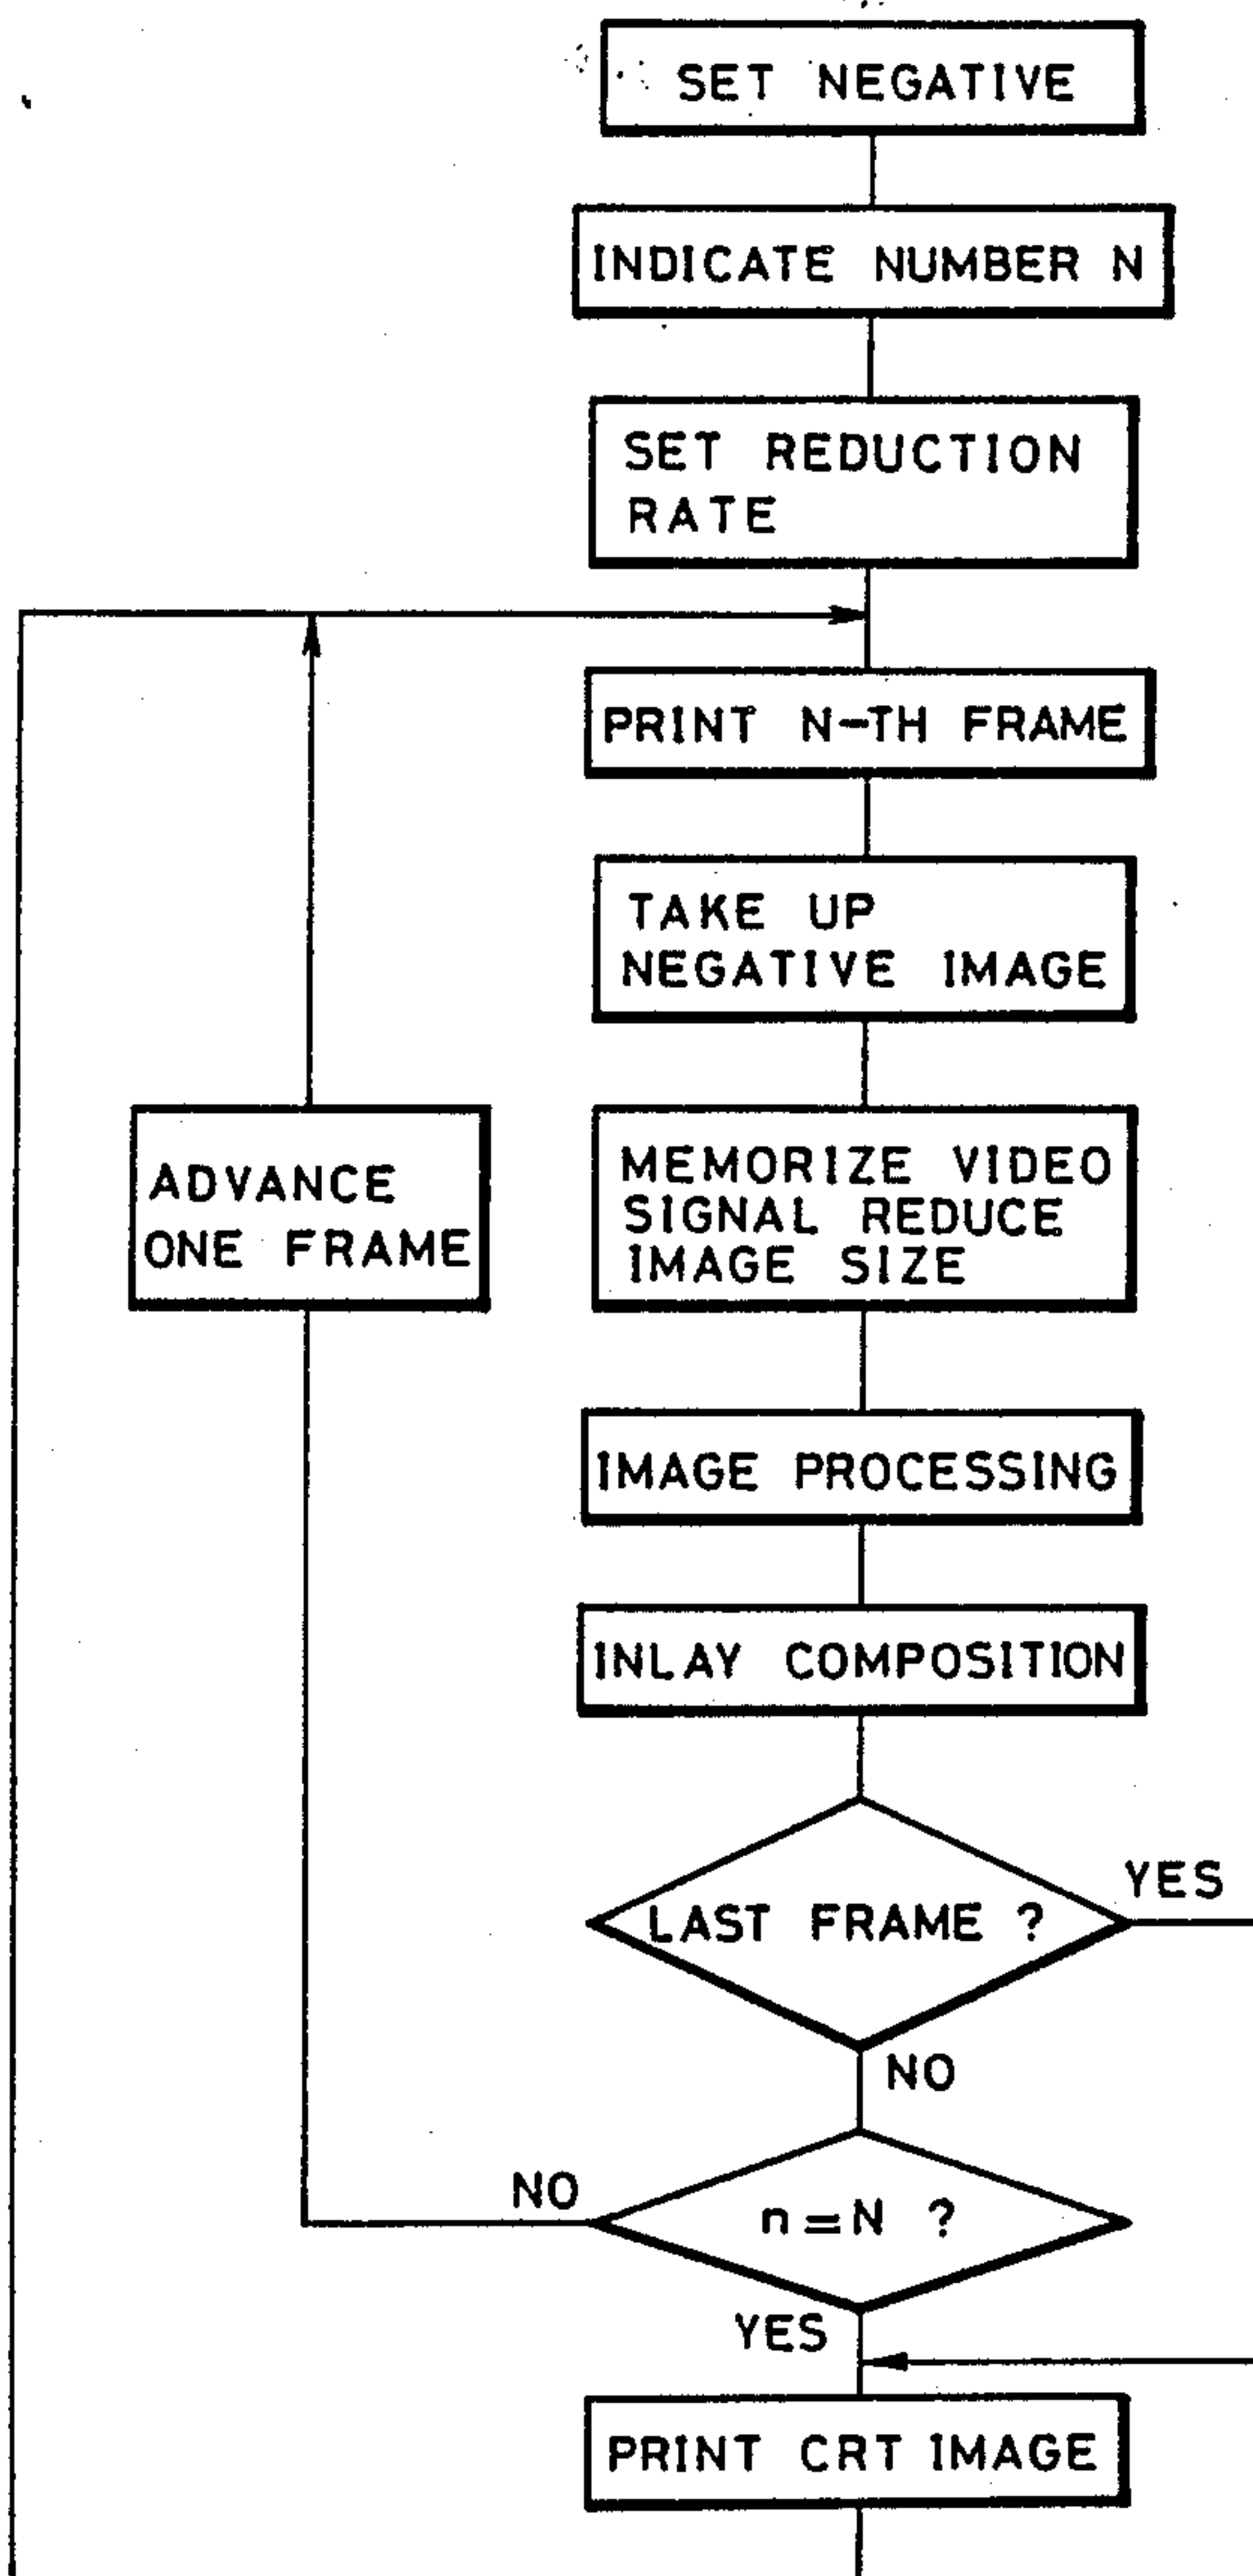 SET NEGATIVE
INDICATE NUMBER N
SET REDUCTION
RATE
PRINT N-TH FRAME
TAKE UP
NEGATIVE IMAGE
ADVANCE
ONE FRAME
MEMORIZE VIDEO
SIGNAL REDUCE
IMAGE SIZE
IMAGE PROCESSING
INLAY COMPOSITION
LAST FRAME ?
YES
NO
n=N ?
NO
YES
PRINT CRT IMAGE